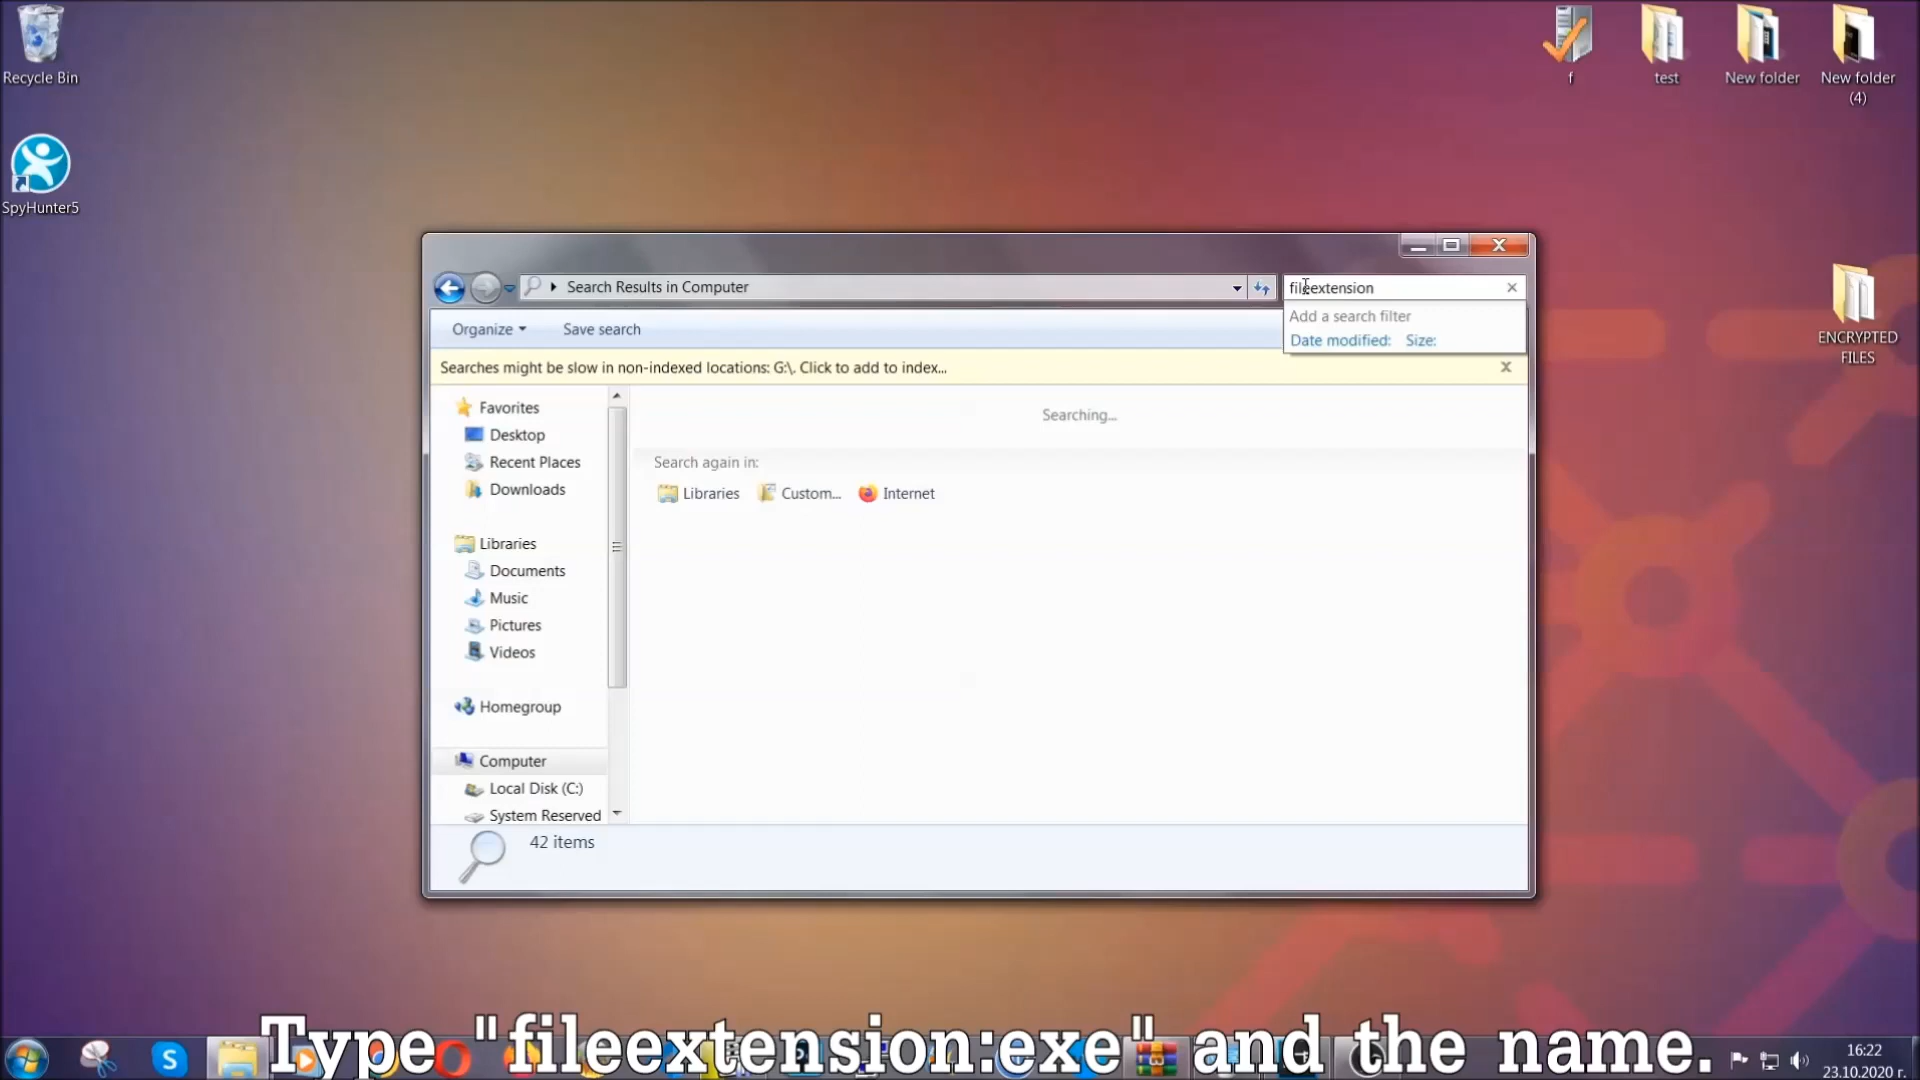 Recycle Bin
SpyHunter5
f
test
New folder
New folder
(4)
ENCRYPTED
FILES
Search Results in Computer
fileextension
Add a search filter
Date modified: Size:
Organize
Save search
Searches might be slow in non-indexed locations: G:\. Click to add to index...
Favorites
Desktop
Recent Places
Downloads
Libraries
Documents
Music
Pictures
Videos
Homegroup
Computer
Local Disk (C:)
System Reserved
Searching...
Search again in:
Libraries
Custom...
Internet
42 items
Type "fileextension:exe" and the name.
16:22
23.10.2020 г.